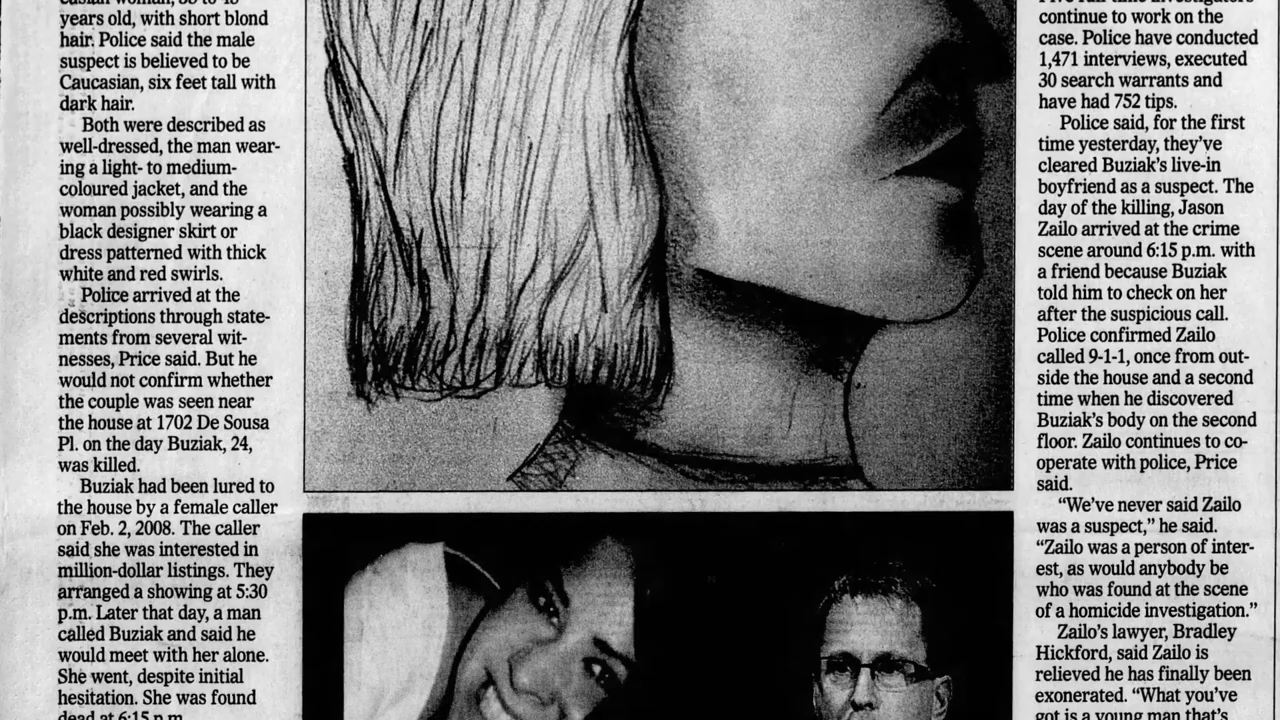 casian woman, 35 to 45
years old, with short blond
hair. Police said the male
suspect is believed to be
Caucasian, six feet tall with
dark hair.
Both were described as
well-dressed, the man wear-
ing a light- to medium-
coloured jacket, and the
woman possibly wearing a
black designer skirt or
dress patterned with thick
white and red swirls.
Police arrived at the
descriptions through state-
ments from several wit-
nesses, Price said. But he
would not confirm whether
the couple was seen near
the house at 1702 De Sousa
Pl. on the day Buziak, 24,
was killed.
Buziak had been lured to
the house by a female caller
on Feb. 2, 2008. The caller
said she was interested in
million-dollar listings. They
arranged a showing at 5:30
p.m. Later that day, a man
called Buziak and said he
would meet with her alone.
She went, despite initial
hesitation. She was found
dead at 6:15 p.m.
Five full-time investigators
continue to work on the
case. Police have conducted
1,471 interviews, executed
30 search warrants and
have had 752 tips.
Police said, for the first
time yesterday, they've
cleared Buziak's live-in
boyfriend as a suspect. The
day of the killing, Jason
Zailo arrived at the crime
scene around 6:15 p.m. with
a friend because Buziak
told him to check on her
after the suspicious call.
Police confirmed Zailo
called 9-1-1, once from out-
side the house and a second
time when he discovered
Buziak's body on the second
floor. Zailo continues to co-
operate with police, Price
said.
"We've never said Zailo
was a suspect," he said.
"Zailo was a person of inter-
est, as would anybody be
who was found at the scene
of a homicide investigation."
Zailo's lawyer, Bradley
Hickford, said Zailo is
relieved he has finally been
exonerated. "What you've
got is a young man that's